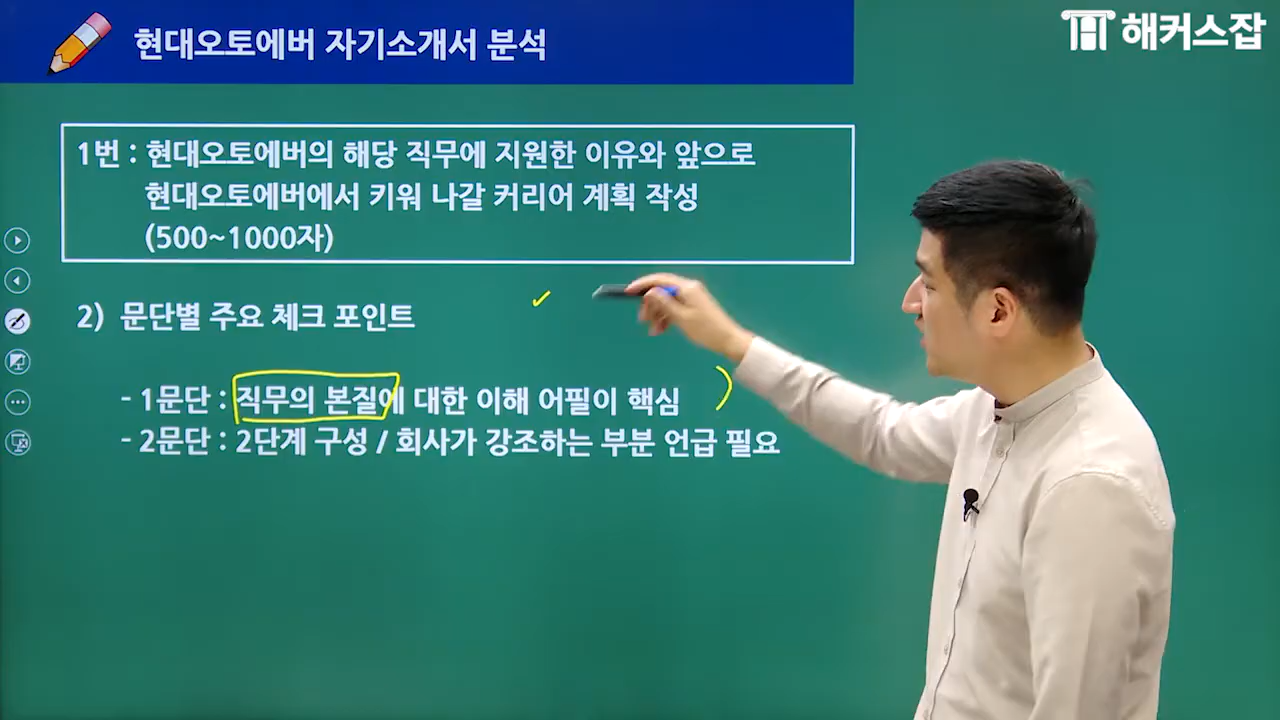 현대오토에버 자기소개서 분석
해커스잡
1번 : 현대오토에버의 해당 직무에 지원한 이유와 앞으로
현대오토에버에서 키워 나갈 커리어 계획 작성
(500~1000자)
2) 문단별 주요 체크 포인트
- 1문단 : 직무의 본질에 대한 이해 어필이 핵심
- 2문단 : 2단계 구성 / 회사가 강조하는 부분 언급 필요